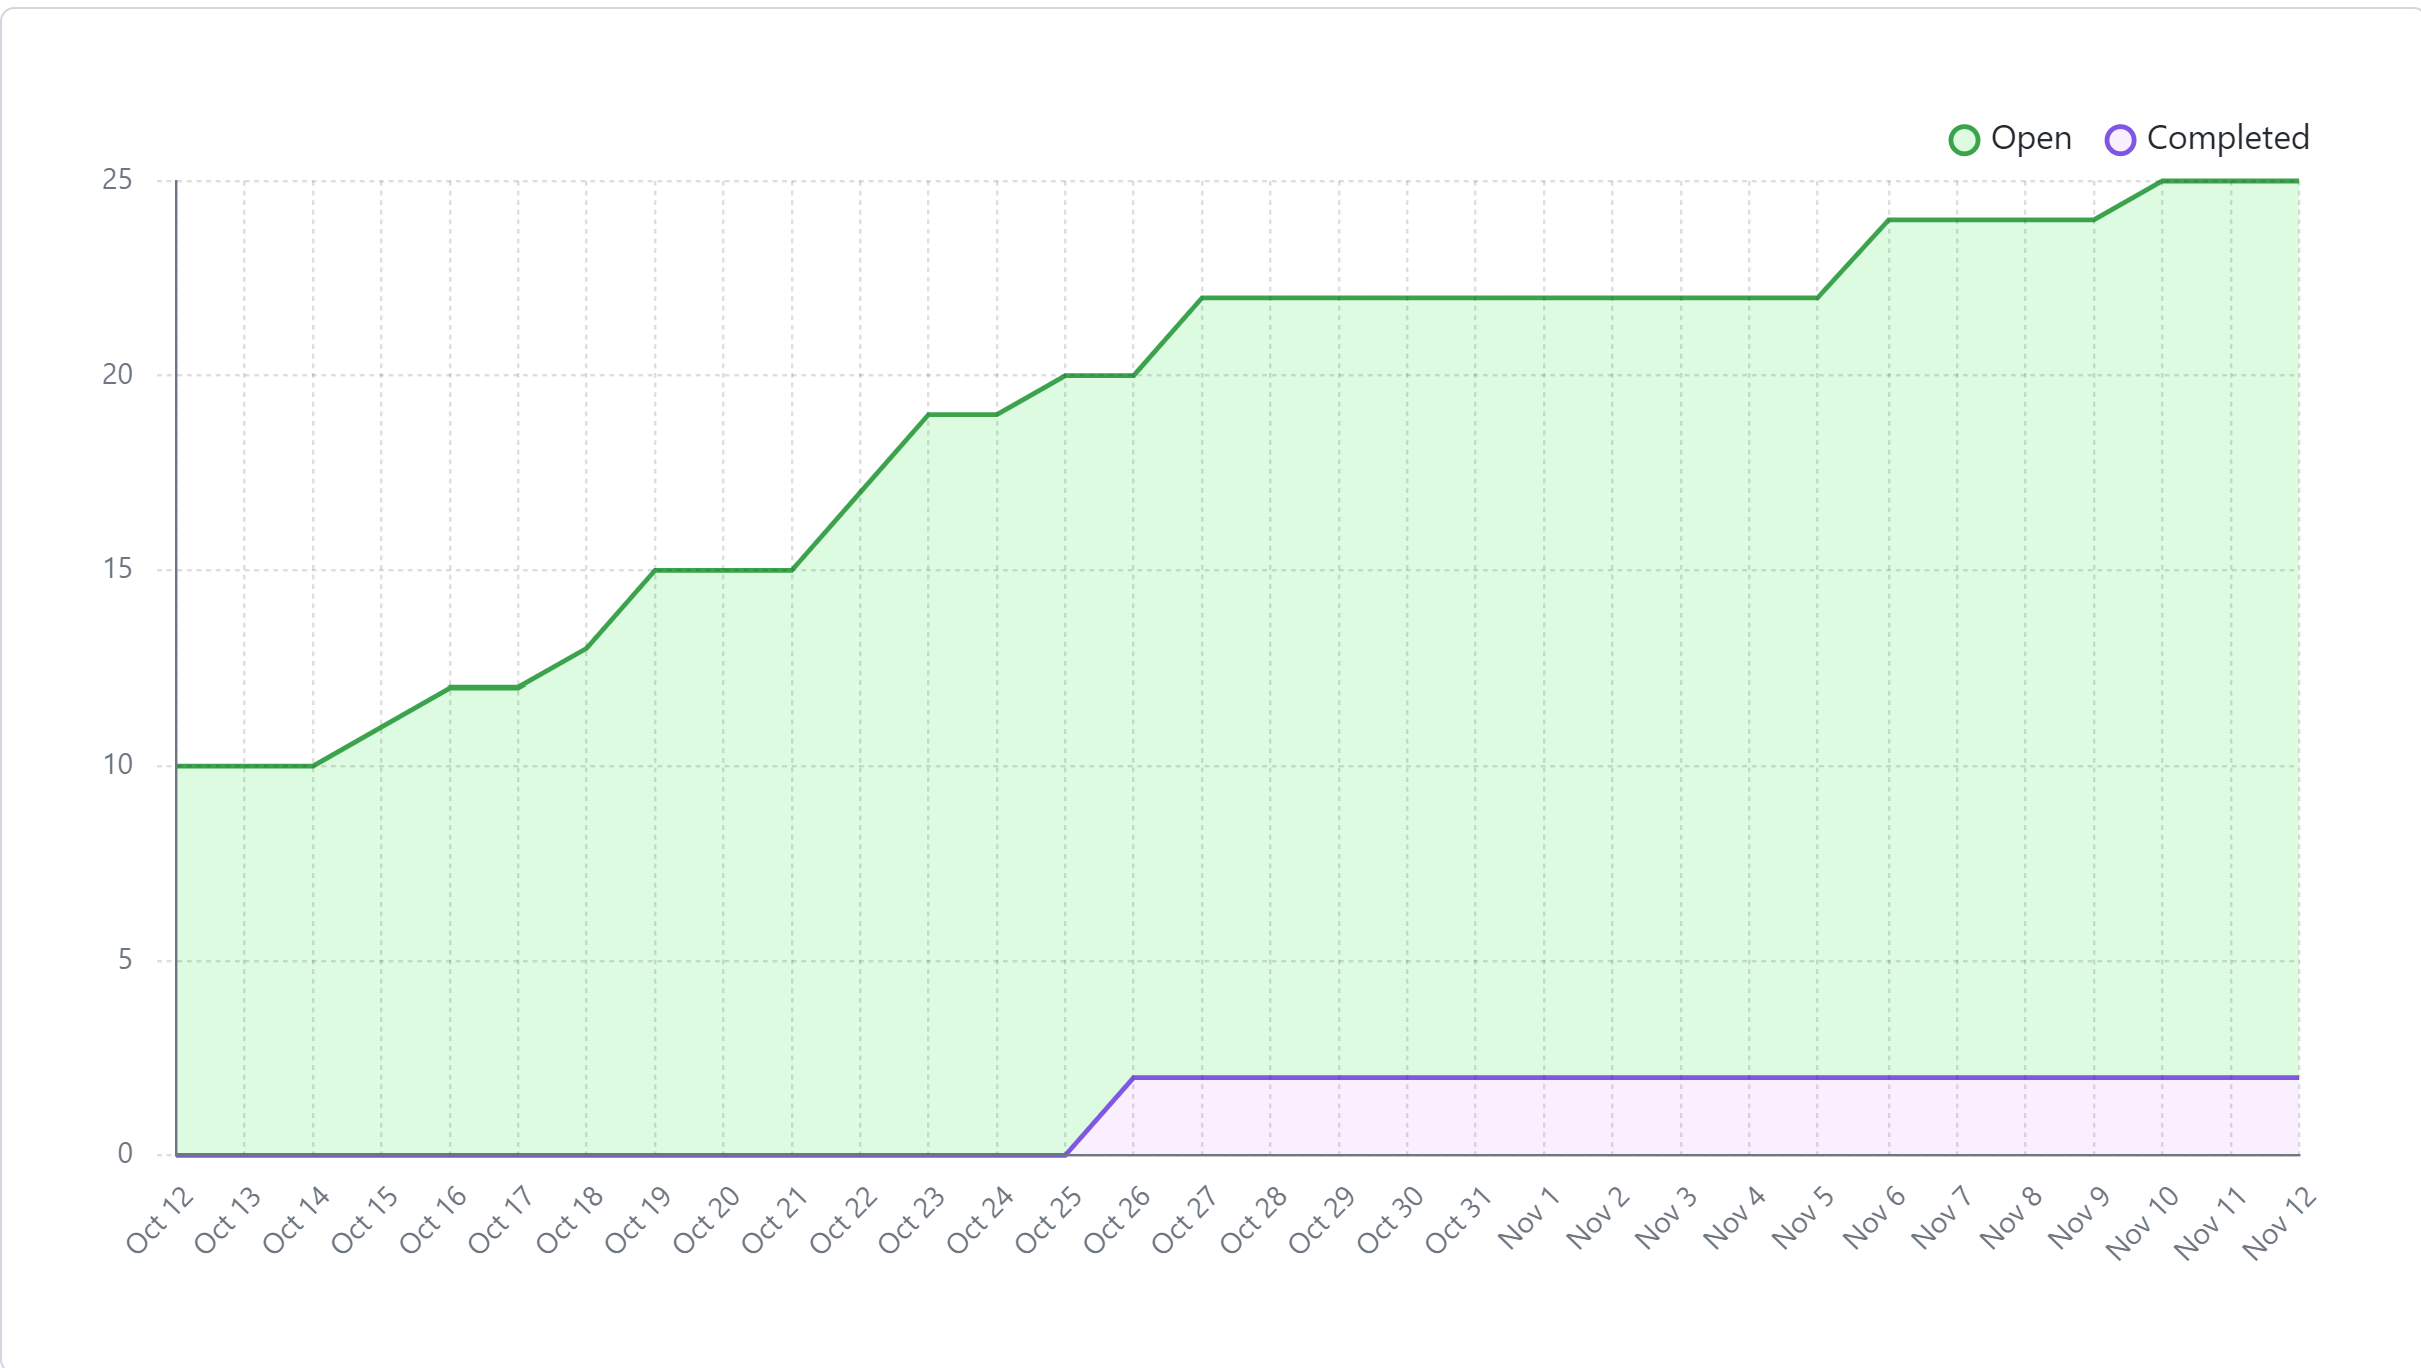 Open Completed
25
20
15
10
5
0
Oct 12
Oct 13
Oct 14
Oct 15
Oct 16
Oct 17
Oct 18
Oct 19
Oct 20
Oct 21
Oct 22
Oct 23
Oct 24
Oct 25
Oct 26
Oct 27
Oct 28
Oct 29
Oct 30
Oct 31
Nov 1
Nov 2
Nov 3
Nov 4
Nov 5
Nov 6
Nov 7
Nov 8
Nov 9
Nov 10
Nov 11
Nov 12